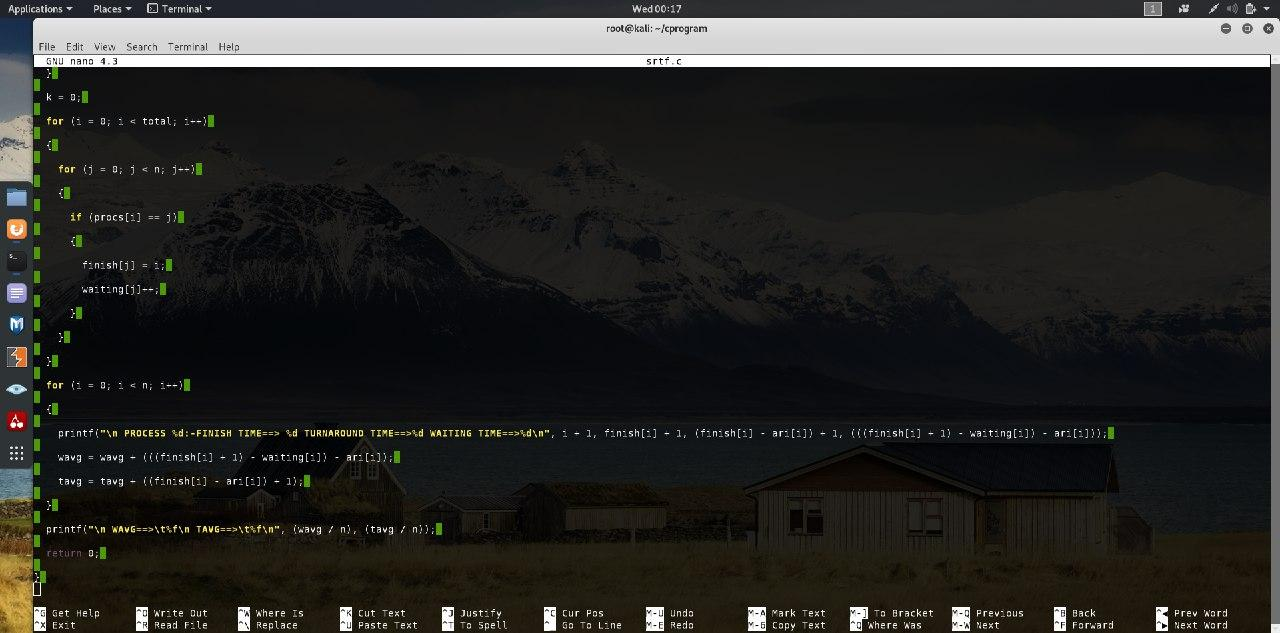 Applications Places Terminal Wed 00:17 1
root@kali: ~/cprogram
File Edit View Search Terminal Help
GNU nano 4.3 srtf.c
}
k = 0;
for (i = 0; i < total; i++)
{
for (j = 0; j < n; j++)
{
if (procs[i] == j)
{
finish[j] = i;
waiting[j]++;
}
}
}
for (i = 0; i < n; i++)
{
printf("\n PROCESS %d:-FINISH TIME==> %d TURNAROUND TIME==>%d WAITING TIME==>%d\n", i + 1, finish[i] + 1, (finish[i] - ari[i]) + 1, (((finish[i] + 1) - waiting[i]) - ari[i]));
wavg = wavg + (((finish[i] + 1) - waiting[i]) - ari[i]);
tavg = tavg + ((finish[i] - ari[i]) + 1);
}
printf("\n WAvG==>\t%f\n TAVG==>\t%f\n", (wavg / n), (tavg / n));
return 0;
}
^G Get Help ^O Write Out ^W Where Is ^K Cut Text ^J Justify ^C Cur Pos M-U Undo M-A Mark Text M-] To Bracket M-Q Previous ^B Back ^◀ Prev Word
^X Exit ^R Read File ^\ Replace ^U Paste Text ^T To Spell ^_ Go To Line M-E Redo M-6 Copy Text ^Q Where Was M-W Next ^F Forward ^▶ Next Word